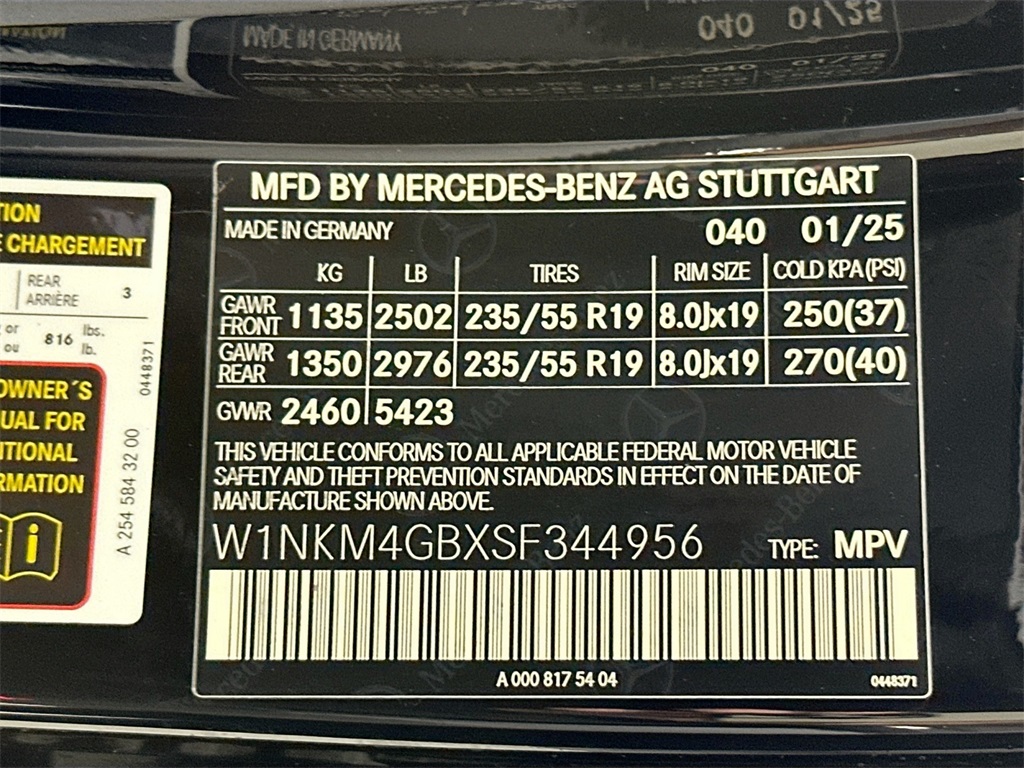 MADE IN GERMANY 040 01/25
TION
E CHARGEMENT
REAR
ARRIÈRE 3
or
ou 816 lbs.
lb.
OWNER´S
UAL FOR
ITIONAL
RMATION
i
A 254 584 32 00
0448371
MFD BY MERCEDES-BENZ AG STUTTGART
MADE IN GERMANY 040 01/25
KG LB TIRES RIM SIZE COLD KPA(PSI)
GAWR FRONT 1135 2502 235/55 R19 8.0Jx19 250(37)
GAWR REAR 1350 2976 235/55 R19 8.0Jx19 270(40)
GVWR 2460 5423
THIS VEHICLE CONFORMS TO ALL APPLICABLE FEDERAL MOTOR VEHICLE
SAFETY AND THEFT PREVENTION STANDARDS IN EFFECT ON THE DATE OF
MANUFACTURE SHOWN ABOVE.
W1NKM4GBXSF344956 TYPE: MPV
A 000 817 54 04 0448371